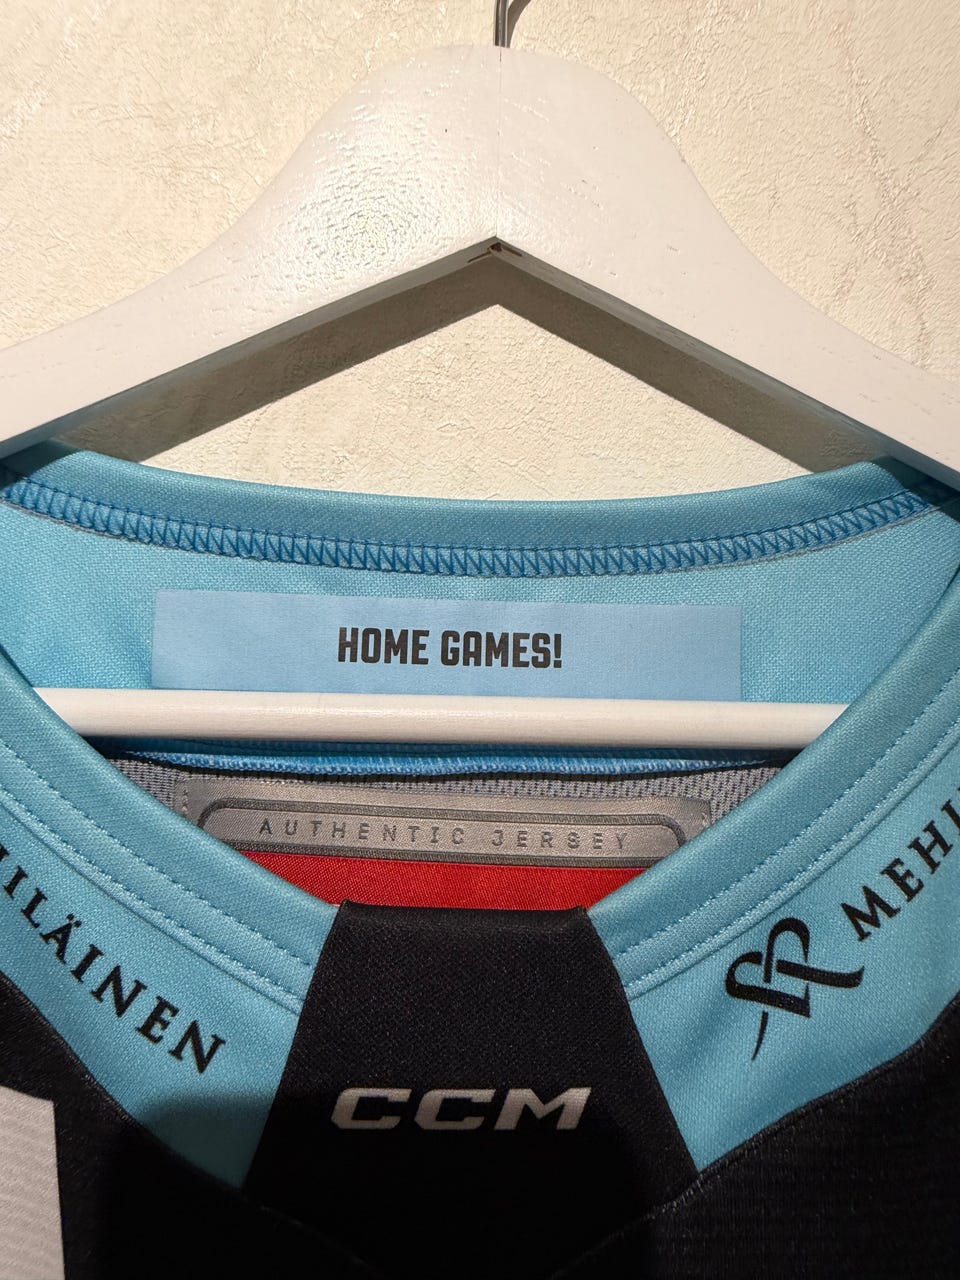 HOME GAMES!
AUTHENTIC JERSEY
ILÄINEN
MEHI
CCM